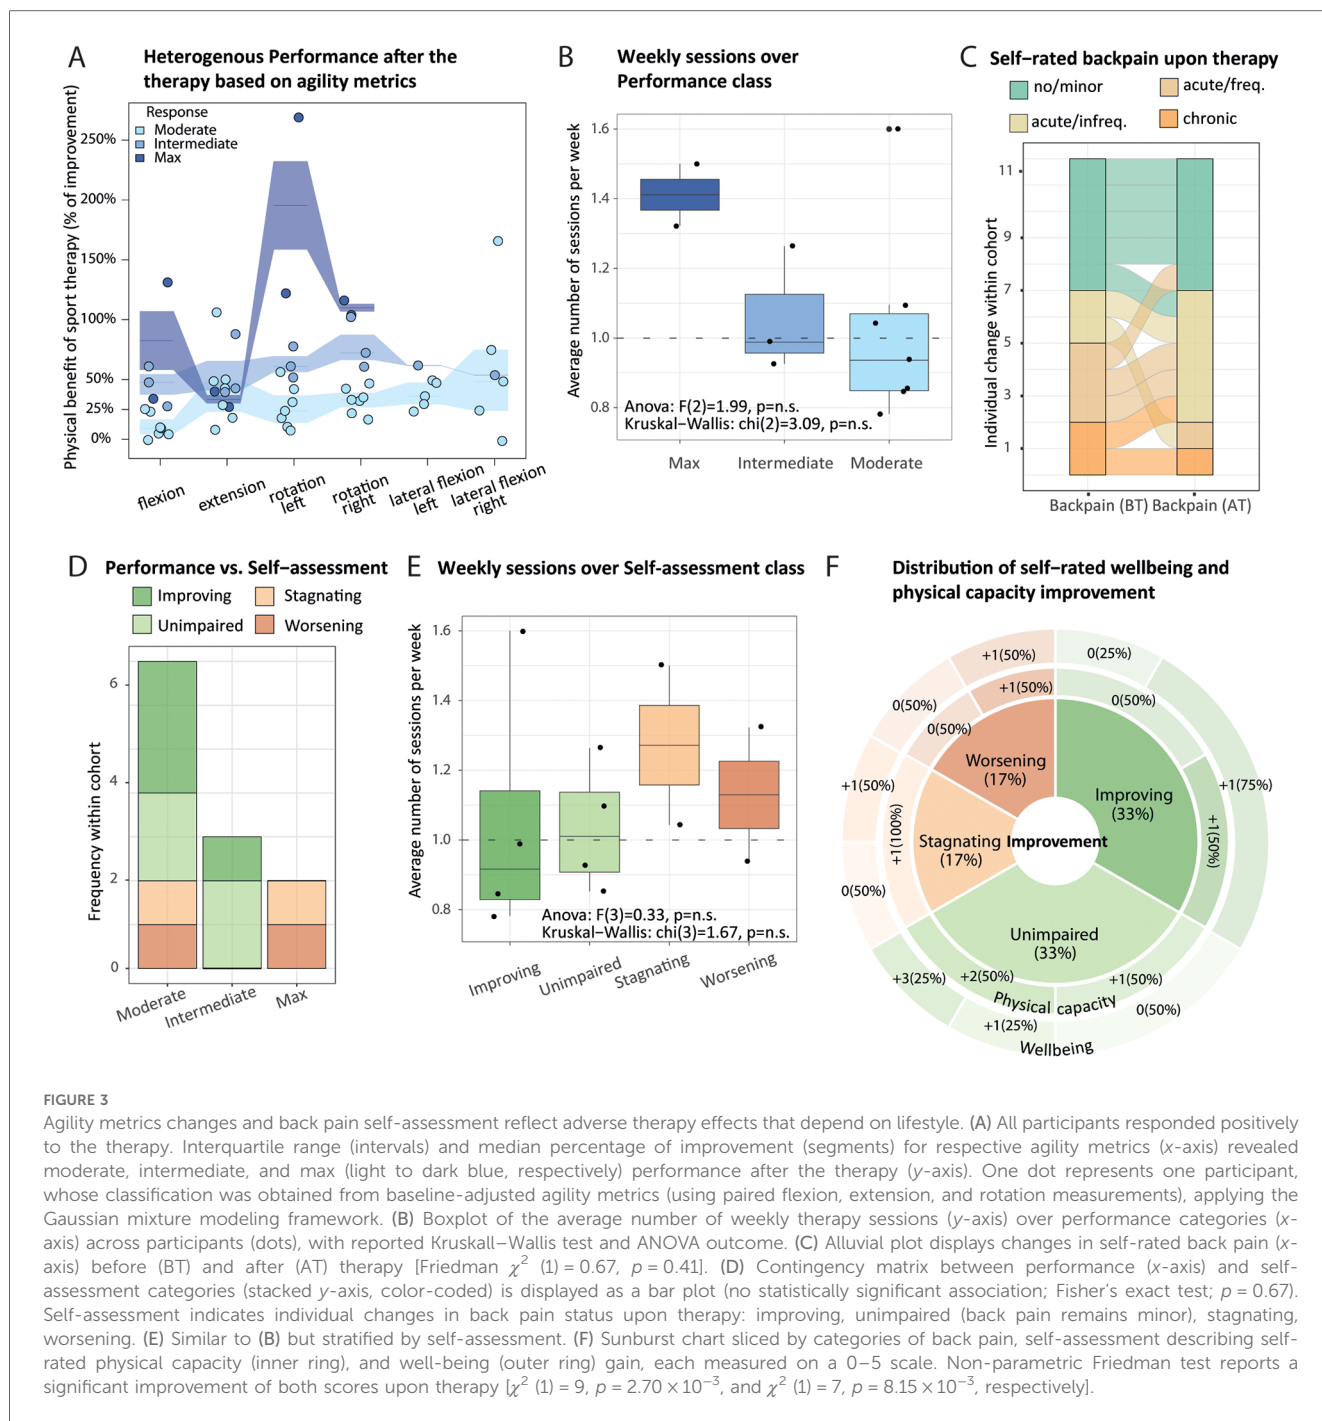 A
Heterogenous Performance after the
therapy based on agility metrics
Physical benefit of sport therapy (% of improvement)
Response
Moderate
Intermediate
Max
250%
200%
150%
100%
50%
25%
0%
flexion
extension
rotation
left
rotation
right
lateral flexion
left
lateral flexion
right
B
Weekly sessions over
Performance class
Average number of sessions per week
1.6
1.4
1.2
1.0
0.8
Anova: F(2)=1.99, p=n.s.
Kruskal–Wallis: chi(2)=3.09, p=n.s.
Max
Intermediate
Moderate
C
Self–rated backpain upon therapy
no/minor
acute/freq.
acute/infreq.
chronic
Individual change within cohort
11
9
7
5
3
1
Backpain (BT)
Backpain (AT)
D
Performance vs. Self–assessment
Improving
Stagnating
Unimpaired
Worsening
Frequency within cohort
6
4
2
0
Moderate
Intermediate
Max
E
Weekly sessions over Self-assessment class
Average number of sessions per week
1.6
1.4
1.2
1.0
0.8
Anova: F(3)=0.33, p=n.s.
Kruskal–Wallis: chi(3)=1.67, p=n.s.
Improving
Unimpaired
Stagnating
Worsening
F
Distribution of self–rated wellbeing and
physical capacity improvement
+1(50%)
0(25%)
+1(50%)
0(50%)
0(50%)
0(50%)
Worsening
(17%)
Improving
(33%)
+1(75%)
+1(50%)
+1(50%)
+1(100%)
Stagnating
(17%)
Improvement
0(50%)
Unimpaired
(33%)
+3(25%)
+2(50%)
+1(50%)
Physical capacity
0(50%)
+1(25%)
Wellbeing
FIGURE 3
Agility metrics changes and back pain self-assessment reflect adverse therapy effects that depend on lifestyle. (A) All participants responded positively
to the therapy. Interquartile range (intervals) and median percentage of improvement (segments) for respective agility metrics (x-axis) revealed
moderate, intermediate, and max (light to dark blue, respectively) performance after the therapy (y-axis). One dot represents one participant,
whose classification was obtained from baseline-adjusted agility metrics (using paired flexion, extension, and rotation measurements), applying the
Gaussian mixture modeling framework. (B) Boxplot of the average number of weekly therapy sessions (y-axis) over performance categories (x-
axis) across participants (dots), with reported Kruskall–Wallis test and ANOVA outcome. (C) Alluvial plot displays changes in self-rated back pain (x-
axis) before (BT) and after (AT) therapy [Friedman χ² (1) = 0.67, p = 0.41]. (D) Contingency matrix between performance (x-axis) and self-
assessment categories (stacked y-axis, color-coded) is displayed as a bar plot (no statistically significant association; Fisher's exact test; p = 0.67).
Self-assessment indicates individual changes in back pain status upon therapy: improving, unimpaired (back pain remains minor), stagnating,
worsening. (E) Similar to (B) but stratified by self-assessment. (F) Sunburst chart sliced by categories of back pain, self-assessment describing self-
rated physical capacity (inner ring), and well-being (outer ring) gain, each measured on a 0–5 scale. Non-parametric Friedman test reports a
significant improvement of both scores upon therapy [χ² (1) = 9, p = 2.70 × 10⁻³, and χ² (1) = 7, p = 8.15 × 10⁻³, respectively].